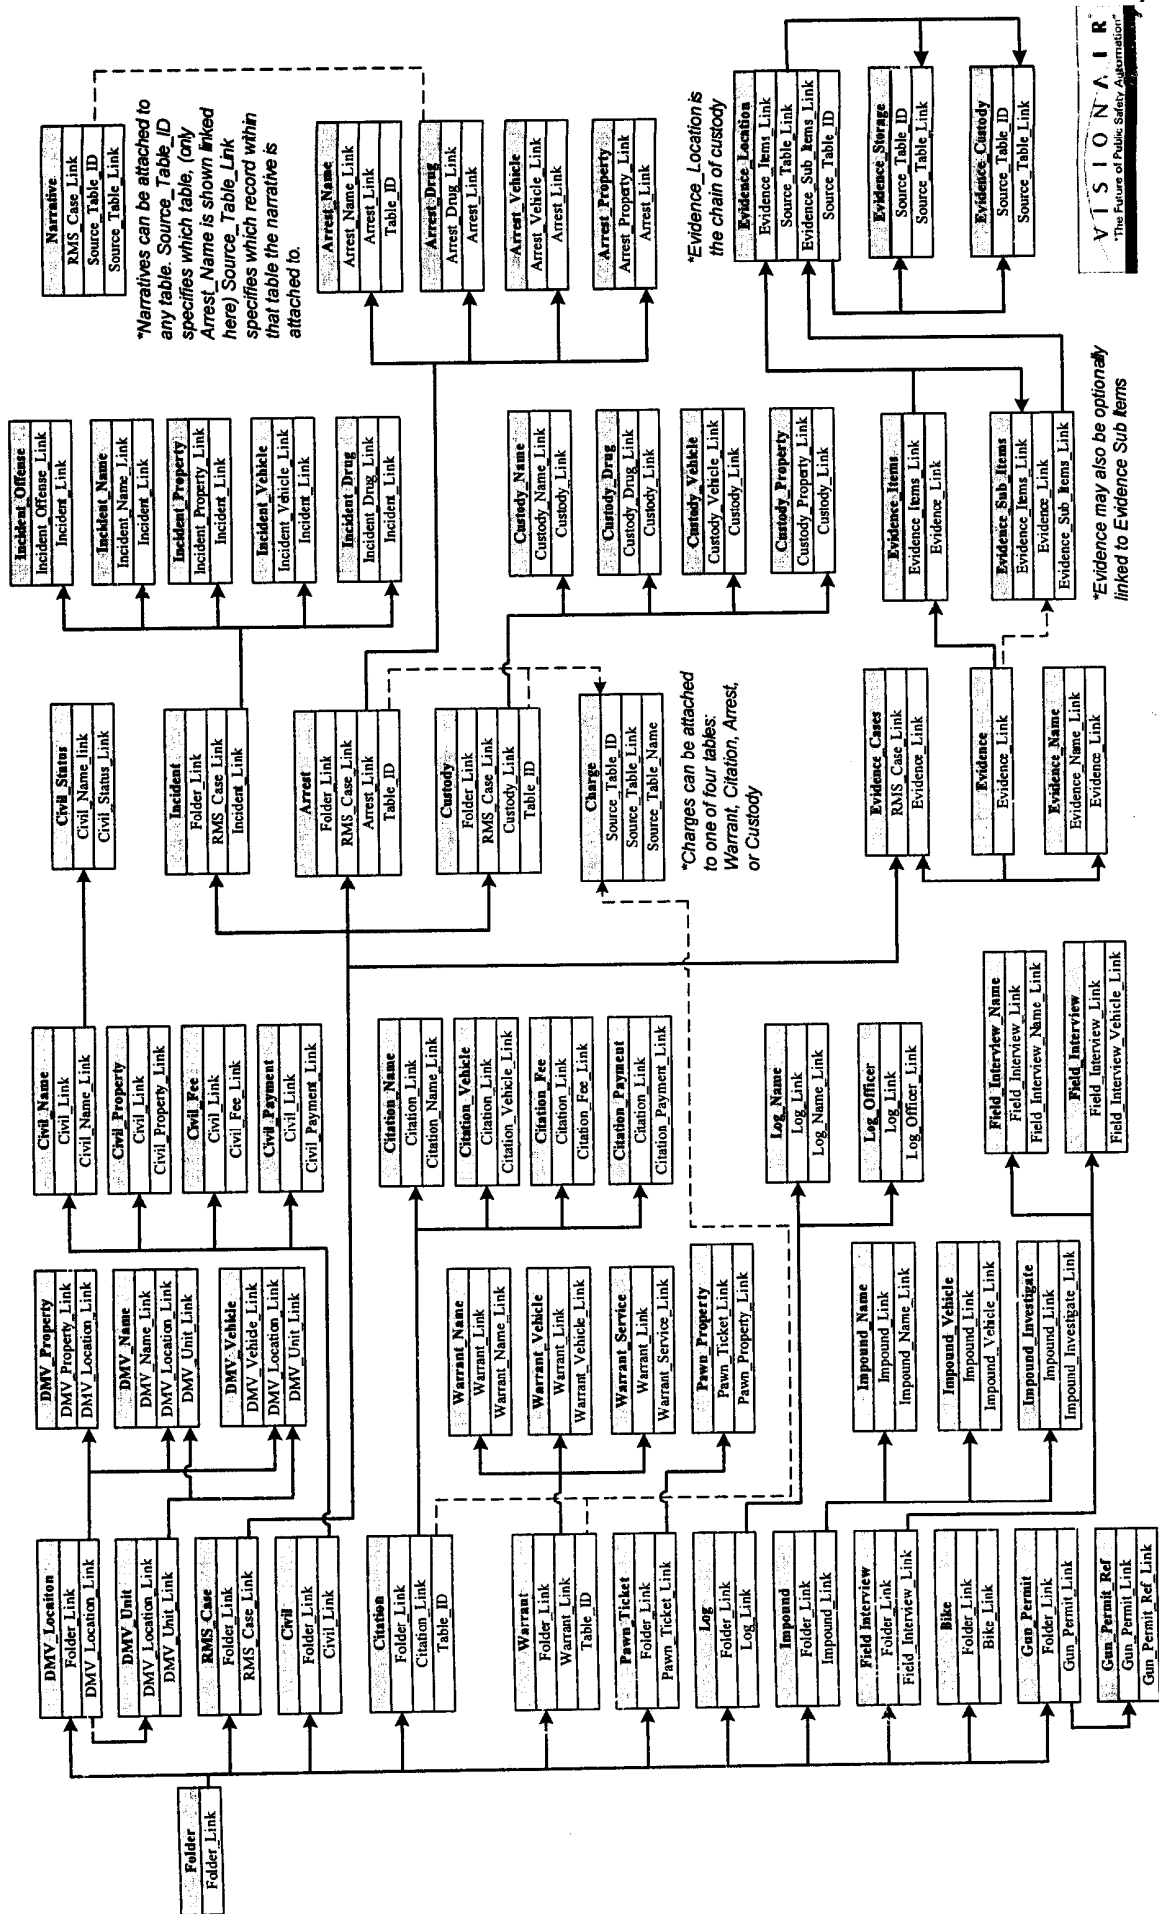 Folder
Folder_Link
DMV_Locaiton
Folder_Link
DMV_Location_Link
DMV_Unit
DMV_Location_Link
DMV_Unit_Link
RMS_Case
Folder_Link
RMS_Case_Link
Civil
Folder_Link
Civil_Link
Citation
Folder_Link
Citation_Link
Table_ID
Warrant
Folder_Link
Warrant_Link
Table_ID
Pawn_Ticket
Folder_Link
Pawn_Ticket_Link
Log
Folder_Link
Log_Link
Impound
Folder_Link
Impound_Link
Field Interview
Folder_Link
Field_Interview_Link
Bike
Folder_Link
Bike_Link
Gun_Permit
Folder_Link
Gun_Permit_Link
Gun_Permit_Ref
Gun_Permit_Link
Gun_Permit_Ref_Link
DMV_Property
DMV_Property_Link
DMV_Location_Link
DMV_Name
DMV_Name_Link
DMV_Location_Link
DMV_Unit_Link
DMV_Vehicle
DMV_Vehicle_Link
DMV_Location_Link
DMV_Unit_Link
Warrant_Name
Warrant_Link
Warrant_Name_Link
Warrant_Vehicle
Warrant_Link
Warrant_Vehicle_Link
Warrant_Service
Warrant_Link
Warrant_Service_Link
Pawn_Property
Pawn_Ticket_Link
Pawn_Property_Link
Impound_Name
Impound_Link
Impound_Name_Link
Impound_Vehicle
Impound_Link
Impound_Vehicle_Link
Impound_Investigate
Impound_Link
Impound_Investigate_Link
Civil_Name
Civil_Link
Civil_Name_Link
Civil_Property
Civil_Link
Civil_Property_Link
Civil_Fee
Civil_Link
Civil_Fee_Link
Civil_Payment
Civil_Link
Civil_Payment_Link
Citation_Name
Citation_Link
Citation_Name_Link
Citation_Vehicle
Citation_Link
Citation_Vehicle_Link
Citation_Fee
Citation_Link
Citation_Fee_Link
Citation_Payment
Citation_Link
Citation_Payment_Link
Log_Name
Log_Link
Log_Name_Link
Log_Officer
Log_Link
Log_Officer_Link
Field_Interview_Name
Field_Interview_Link
Field_Interview_Name_Link
Field_Interview
Field_Interview_Link
Field_Interview_Vehicle_Link
Civil_Status
Civil_Name_link
Civil_Status_Link
Incident
Folder_Link
RMS_Case_Link
Incident_Link
Arrest
Folder_Link
RMS_Case_Link
Arrest_Link
Table_ID
Custody
Folder_Link
RMS_Case_Link
Custody_Link
Table_ID
Charge
Source_Table_ID
Source_Table_Link
Source_Table_Name
*Charges can be attached
to one of four tables:
Warrant, Citation, Arrest,
or Custody
Evidence_Cases
RMS_Case_Link
Evidence_Link
Evidence
Evidence_Link
Evidence_Name
Evidence_Name_Link
Evidence_Link
Incident_Offense
Incident_Offense_Link
Incident_Link
Incident_Name
Incident_Name_Link
Incident_Link
Incident_Property
Incident_Property_Link
Incident_Link
Incident_Vehicle
Incident_Vehicle_Link
Incident_Link
Incident_Drug
Incident_Drug_Link
Incident_Link
Custody_Name
Custody_Name_Link
Custody_Link
Custody_Drug
Custody_Drug_Link
Custody_Link
Custody_Vehicle
Custody_Vehicle_Link
Custody_Link
Custody_Property
Custody_Property_Link
Custody_Link
Evidence_Items
Evidence_Items_Link
Evidence_Link
Evidence_Sub_Items
Evidence_Items_Link
Evidence_Link
Evidence_Sub_Items_Link
*Evidence may also be optionally
linked to Evidence Sub Items
Narrative
RMS_Case_Link
Source_Table_ID
Source_Table_Link
*Narratives can be attached to
any table. Source_Table_ID
specifies which table, (only
Arrest_Name is shown linked
here) Source_Table_Link
specifies which record within
that table the narrative is
attached to.
Arrest_Name
Arrest_Name_Link
Arrest_Link
Table_ID
Arrest_Drug
Arrest_Drug_Link
Arrest_Link
Arrest_Vehicle
Arrest_Vehicle_Link
Arrest_Link
Arrest_Property
Arrest_Property_Link
Arrest_Link
*Evidence_Location is
the chain of custody
Evidence_Location
Evidence_Items_Link
Source_Table_Link
Evidence_Sub_Items_Link
Source_Table_ID
Evidence_Storage
Source_Table_ID
Source_Table_Link
Evidence_Custody
Source_Table_ID
Source_Table_Link
VISIONAIR
"The Future of Public Safety Automation"